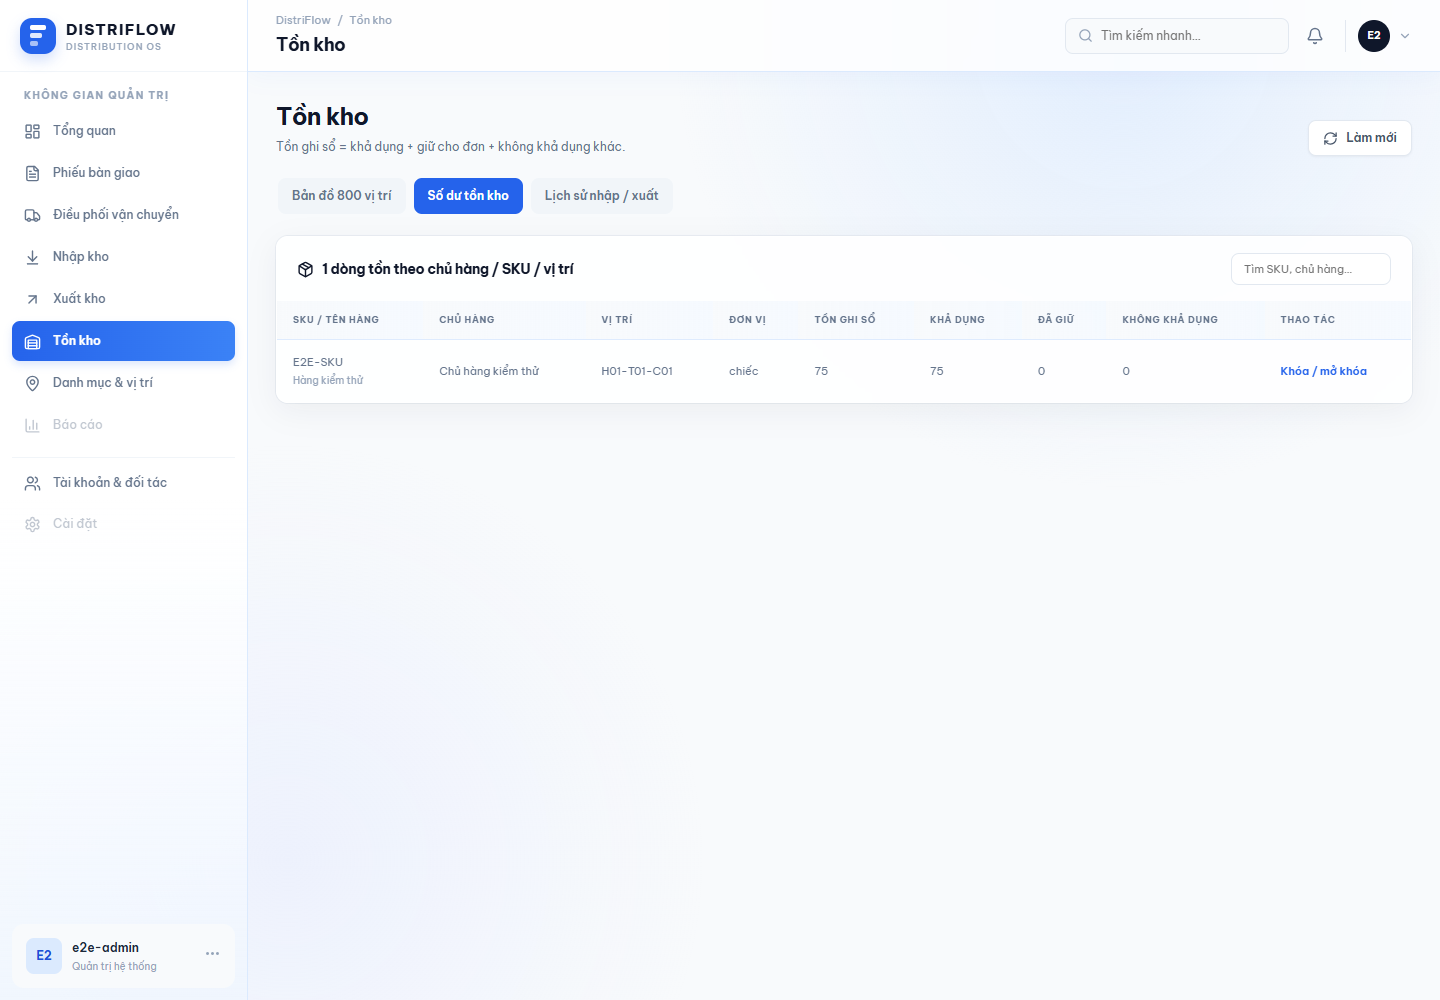 DISTRIFLOW
DISTRIBUTION OS
KHÔNG GIAN QUẢN TRỊ
Tổng quan
Phiếu bàn giao
Điều phối vận chuyển
Nhập kho
Xuất kho
Tồn kho
Danh mục & vị trí
Báo cáo
Tài khoản & đối tác
Cài đặt
E2
e2e-admin
Quản trị hệ thống
DistriFlow / Tồn kho
Tồn kho
Tìm kiếm nhanh...
E2
Tồn kho
Tồn ghi sổ = khả dụng + giữ cho đơn + không khả dụng khác.
Làm mới
Bản đồ 800 vị trí
Số dư tồn kho
Lịch sử nhập / xuất
1 dòng tồn theo chủ hàng / SKU / vị trí
Tìm SKU, chủ hàng...
SKU / TÊN HÀNG CHỦ HÀNG VỊ TRÍ ĐƠN VỊ TỒN GHI SỔ KHẢ DỤNG ĐÃ GIỮ KHÔNG KHẢ DỤNG THAO TÁC
E2E-SKU
Hàng kiểm thử
Chủ hàng kiểm thử H01-T01-C01 chiếc 75 75 0 0 Khóa / mở khóa